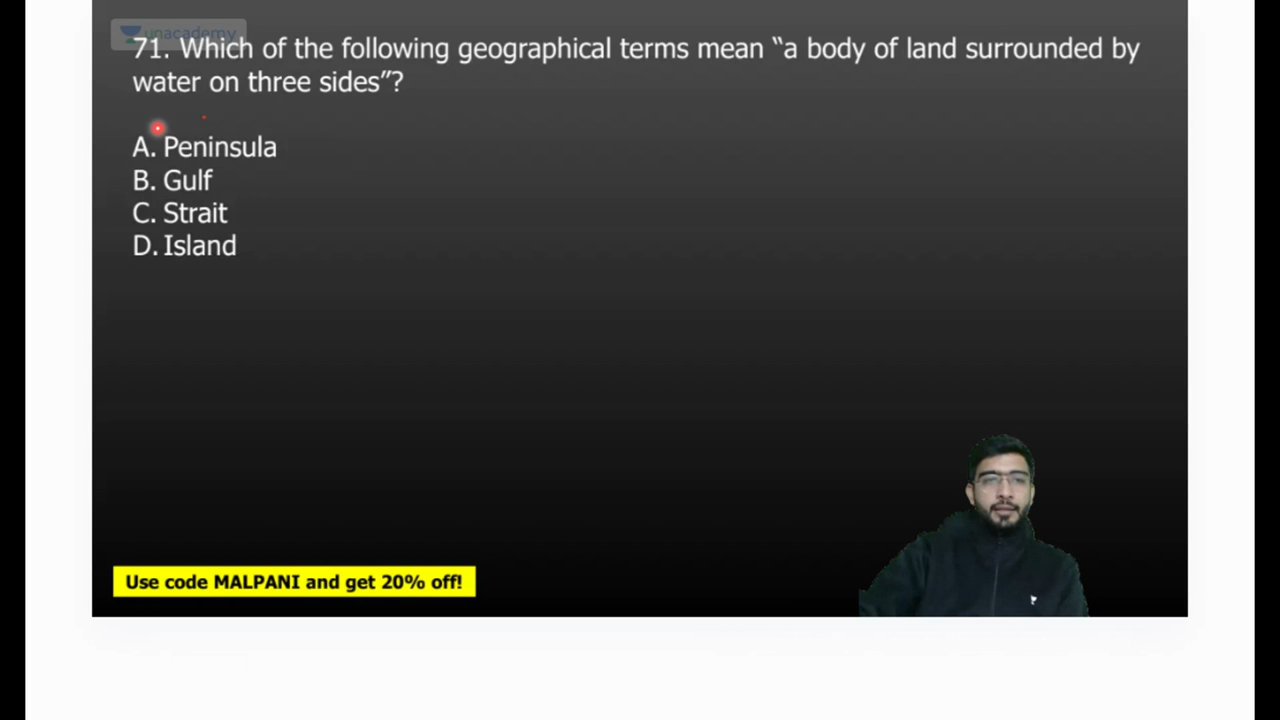 unacademy
71. Which of the following geographical terms mean “a body of land surrounded by
water on three sides”?
A. Peninsula
B. Gulf
C. Strait
D. Island
Use code MALPANI and get 20% off!